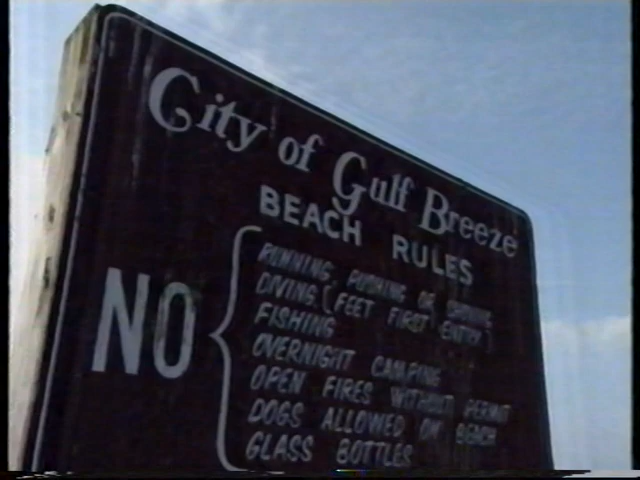 City of Gulf Breeze
BEACH RULES
NO
RUNNING PUSHING OR
DIVING (FEET FIRST ENTRY)
FISHING
OVERNIGHT CAMPING
OPEN FIRES WITHOUT PERMIT
DOGS ALLOWED ON BEACH
GLASS BOTTLES